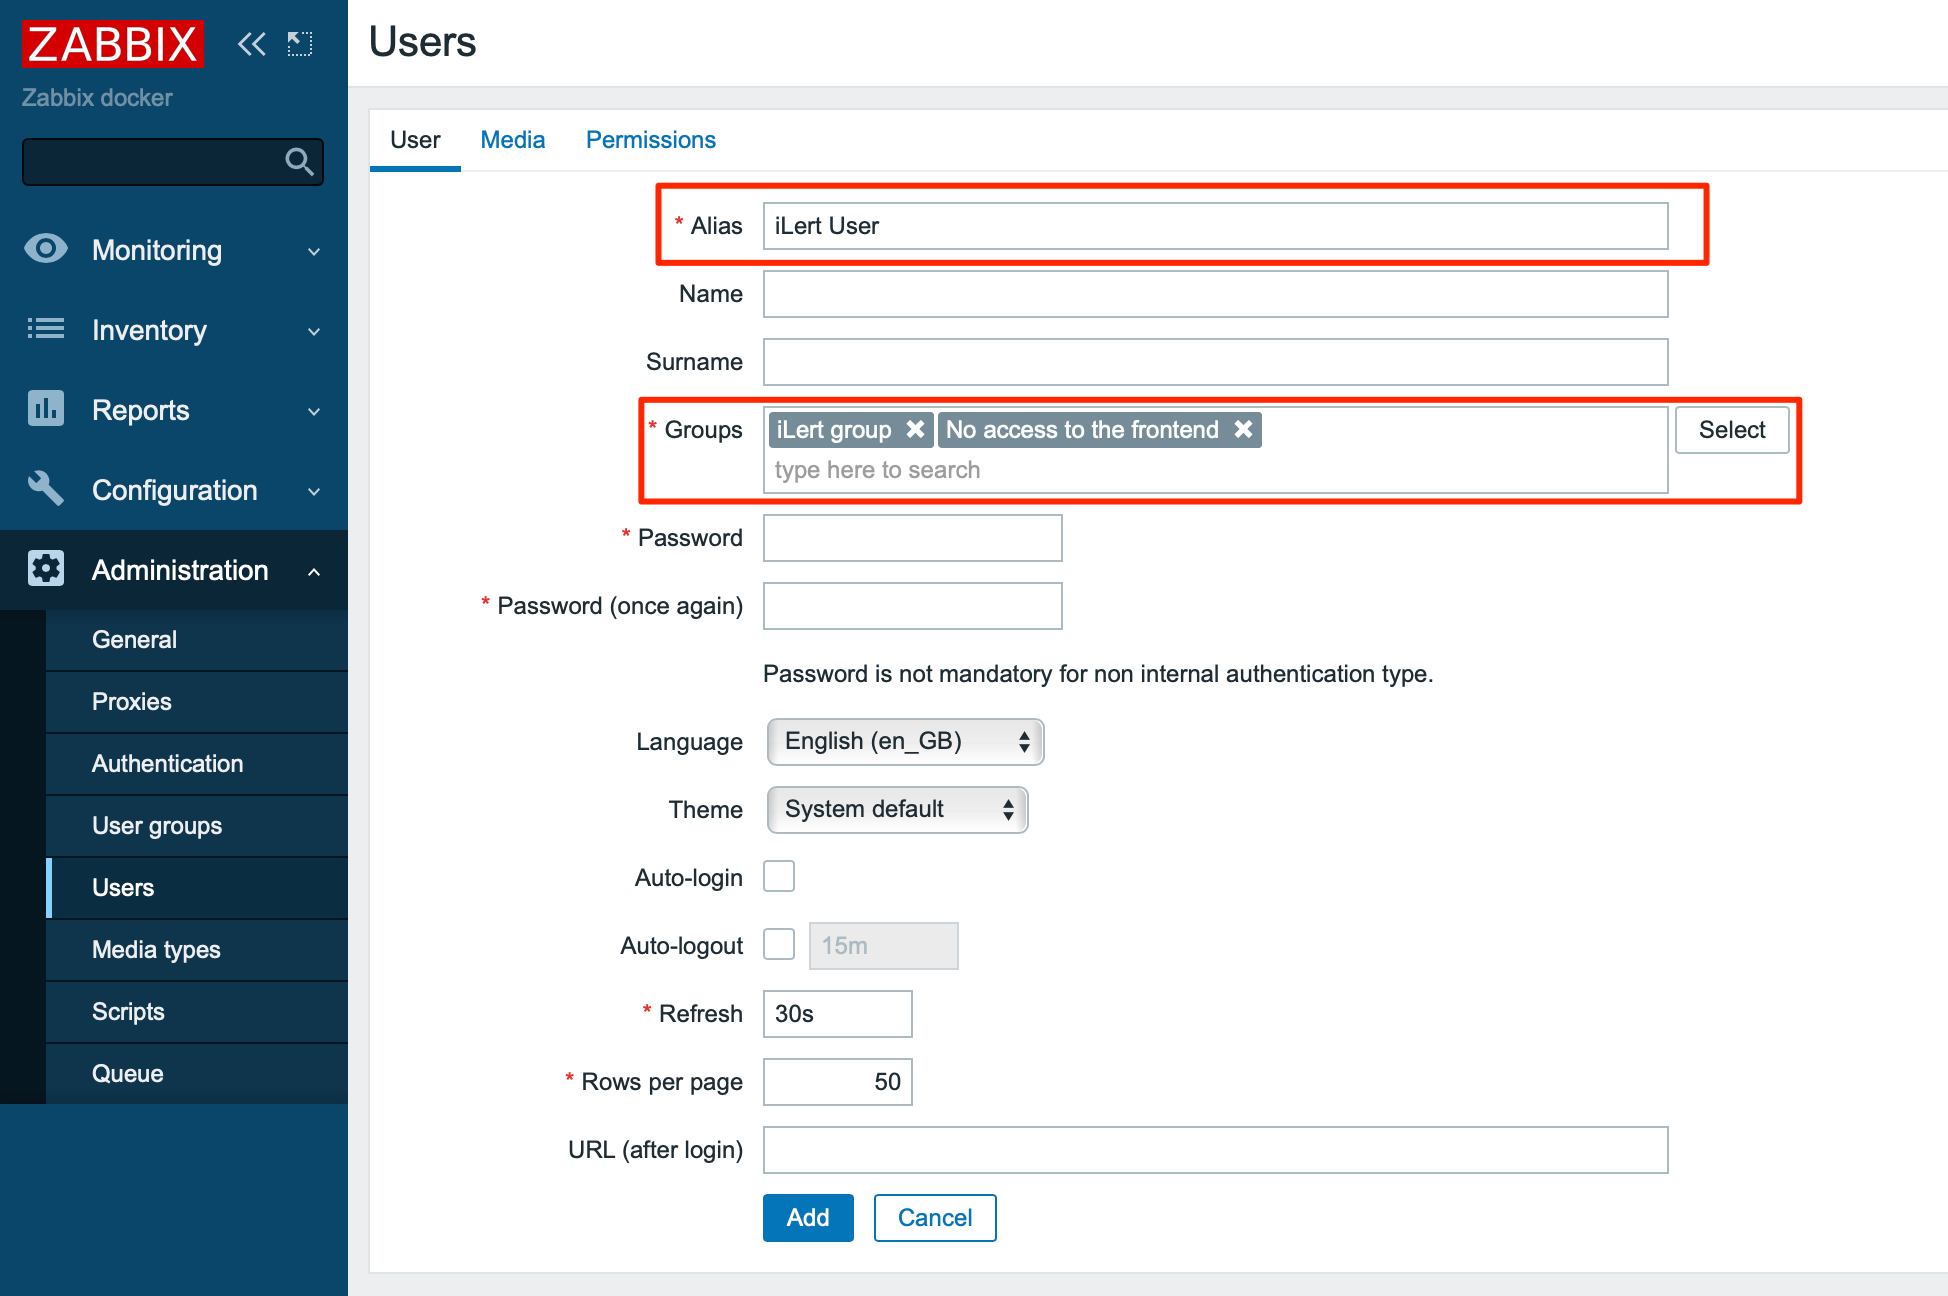 ZABBIX
Zabbix docker
Monitoring
Inventory
Reports
Configuration
Administration
General
Proxies
Authentication
User groups
Users
Media types
Scripts
Queue
Users
User Media Permissions
* Alias iLert User
Name
Surname
* Groups iLert group No access to the frontend Select
type here to search
* Password
* Password (once again)
Password is not mandatory for non internal authentication type.
Language English (en_GB)
Theme System default
Auto-login
Auto-logout 15m
* Refresh 30s
* Rows per page 50
URL (after login)
Add Cancel